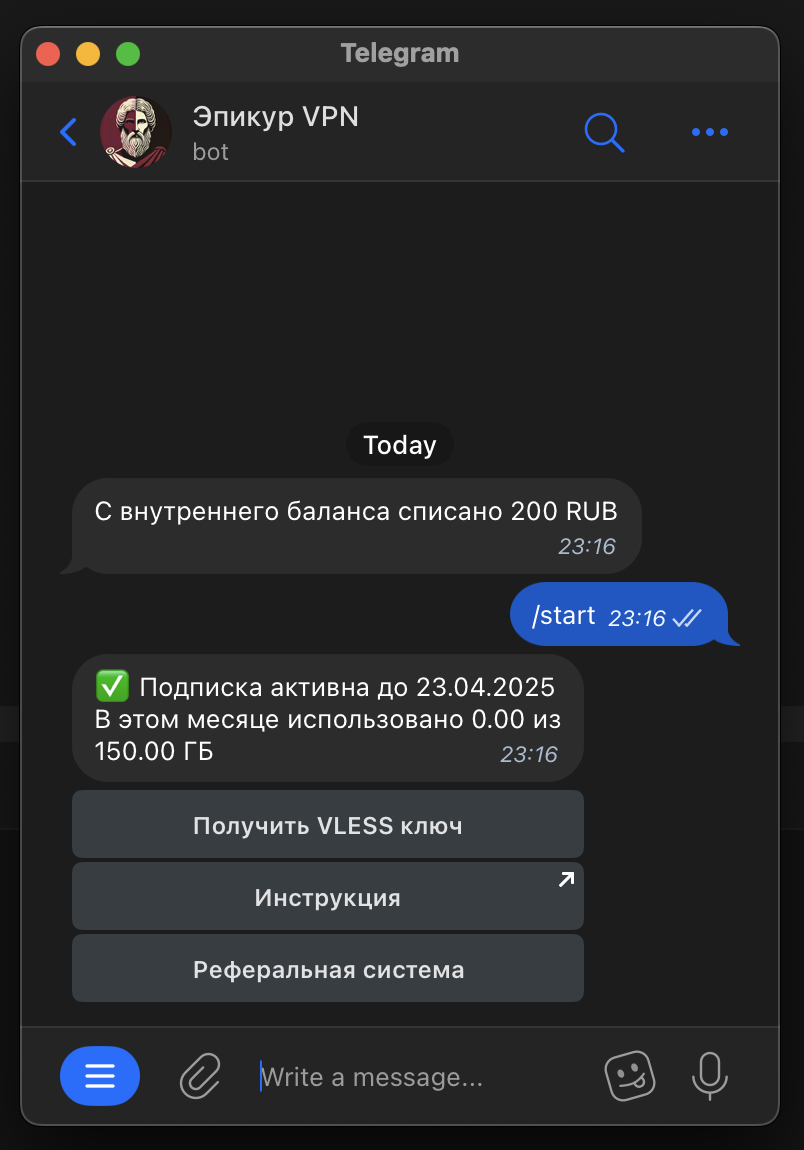 Telegram
Эпикур VPN
bot
Today
С внутреннего баланса списано 200 RUB
23:16
/start 23:16
✅ Подписка активна до 23.04.2025
В этом месяце использовано 0.00 из
150.00 ГБ 23:16
Получить VLESS ключ
Инструкция
Реферальная система
Write a message...